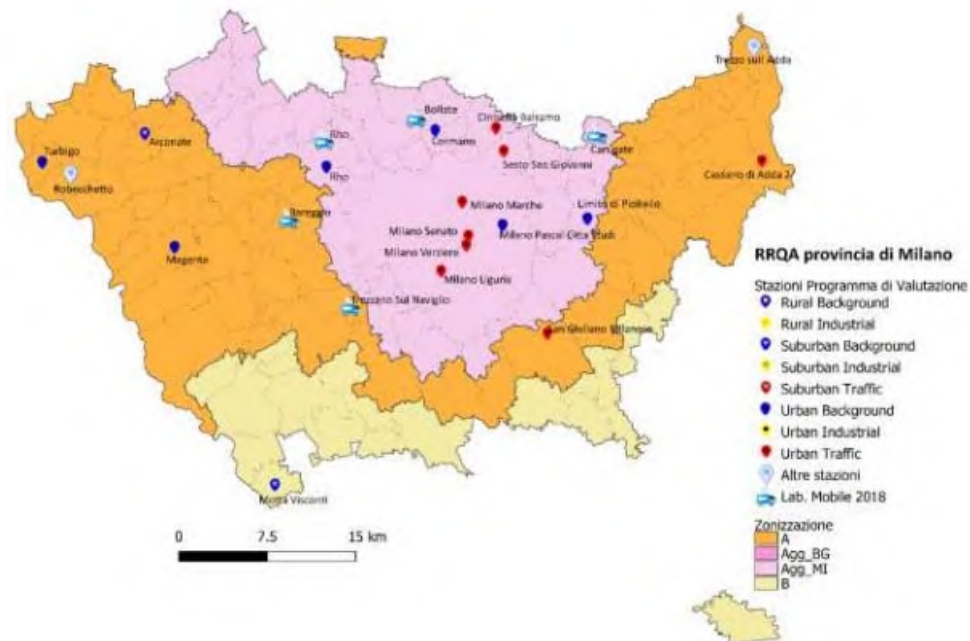 Trezzo sull'Adda
Bollate
Cinisello Balsamo
Arconate
Rho
Cormano
Carugate
Turbigo
Sesto San Giovanni
Robecchetto
Rho
Cassano di Adda 2
Milano Marche
Limito di Pioltello
Bareggio
Milano Senato
Milano Pascal Città Studi
Magenta
Milano Verziere
Milano Liguria
RRQA provincia di Milano
Stazioni Programma di Valutazione
Rural Background
Rural Industrial
Suburban Background
Suburban Industrial
Suburban Traffic
Urban Background
Urban Industrial
Urban Traffic
Altre stazioni
Lab. Mobile 2018
Sul Naviglio
San Giuliano Milanese
Motta Visconti
0 7.5 15 km
Zonizzazione
A
Agg_BG
Agg_MI
B